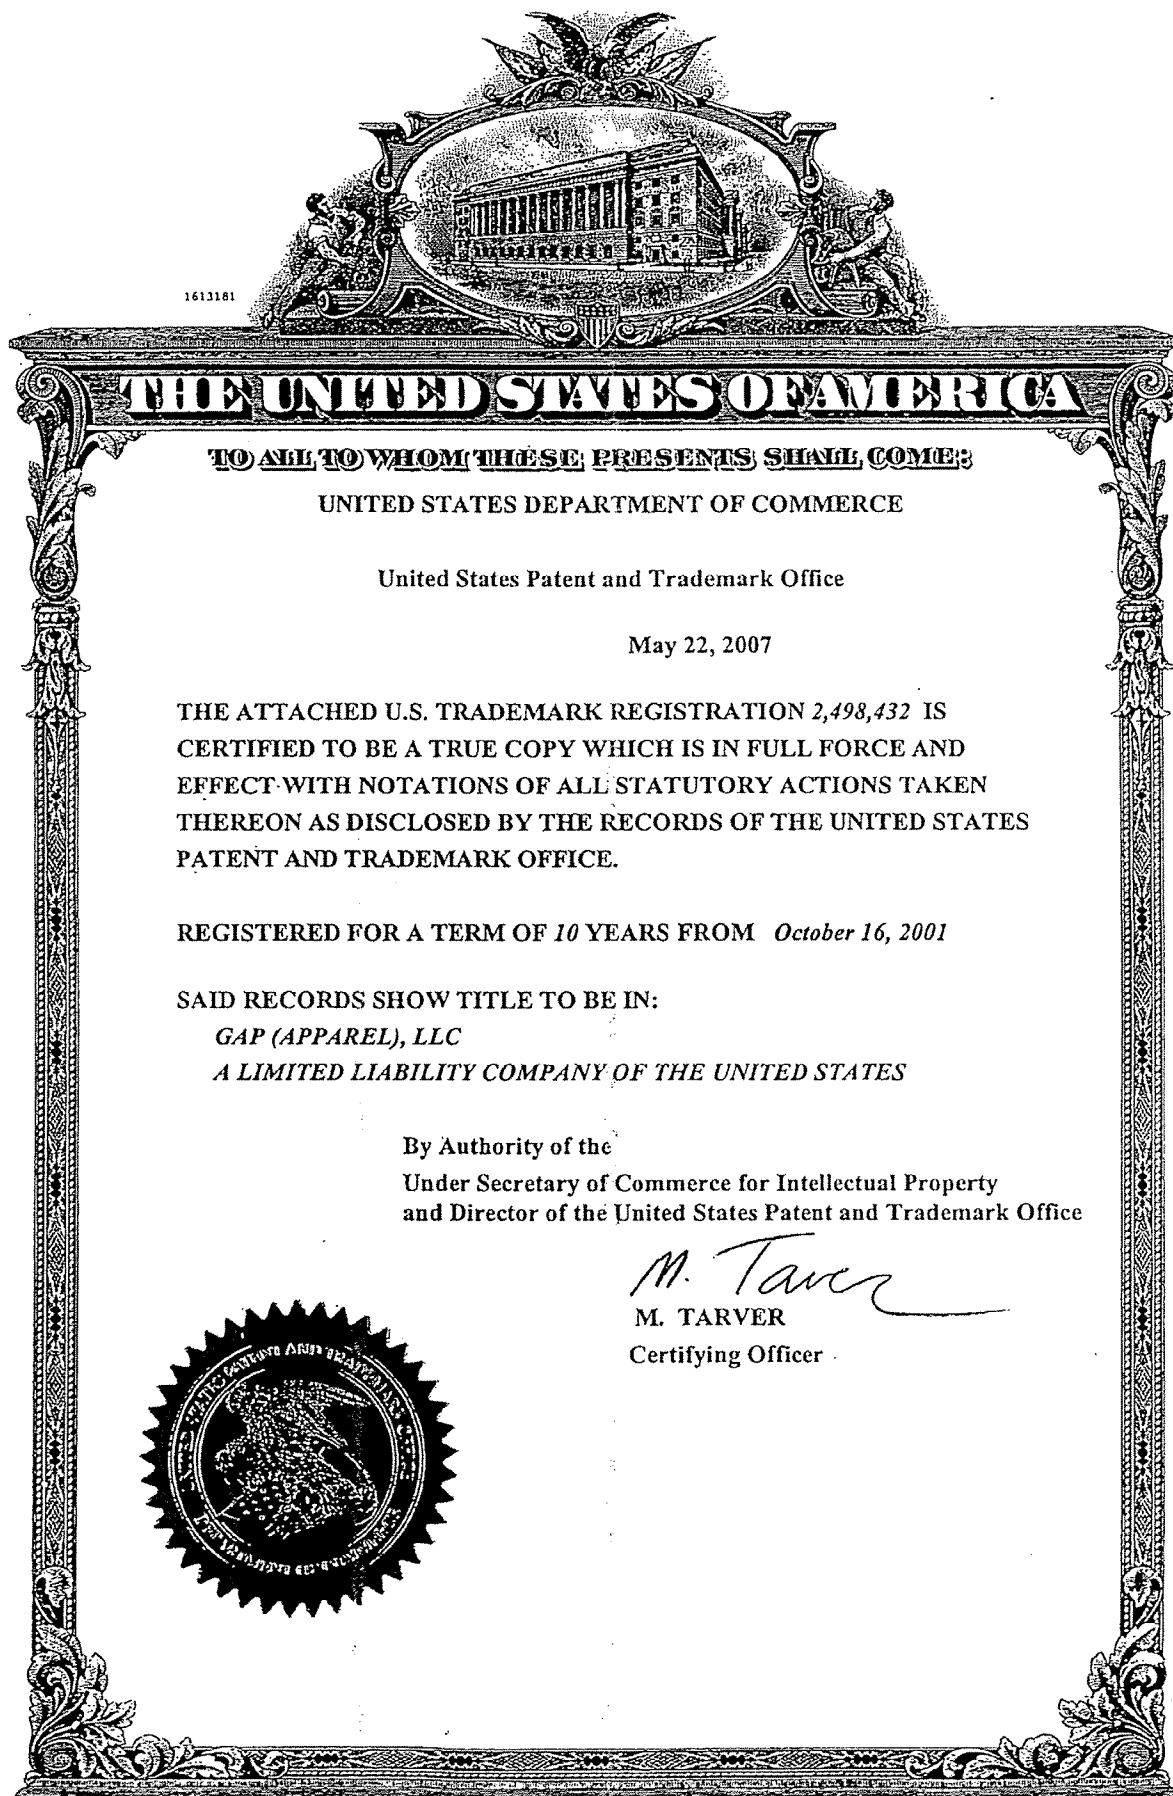 1613181
THE UNITED STATES OF AMERICA
TO ALL TO WHOM THESE PRESENTS SHALL COME:
UNITED STATES DEPARTMENT OF COMMERCE
United States Patent and Trademark Office
May 22, 2007
THE ATTACHED U.S. TRADEMARK REGISTRATION 2,498,432 IS
CERTIFIED TO BE A TRUE COPY WHICH IS IN FULL FORCE AND
EFFECT WITH NOTATIONS OF ALL STATUTORY ACTIONS TAKEN
THEREON AS DISCLOSED BY THE RECORDS OF THE UNITED STATES
PATENT AND TRADEMARK OFFICE.
REGISTERED FOR A TERM OF 10 YEARS FROM October 16, 2001
SAID RECORDS SHOW TITLE TO BE IN:
GAP (APPAREL), LLC
A LIMITED LIABILITY COMPANY OF THE UNITED STATES
By Authority of the
Under Secretary of Commerce for Intellectual Property
and Director of the United States Patent and Trademark Office
M. Tarver
M. TARVER
Certifying Officer
UNITED STATES PATENT AND TRADEMARK OFFICE